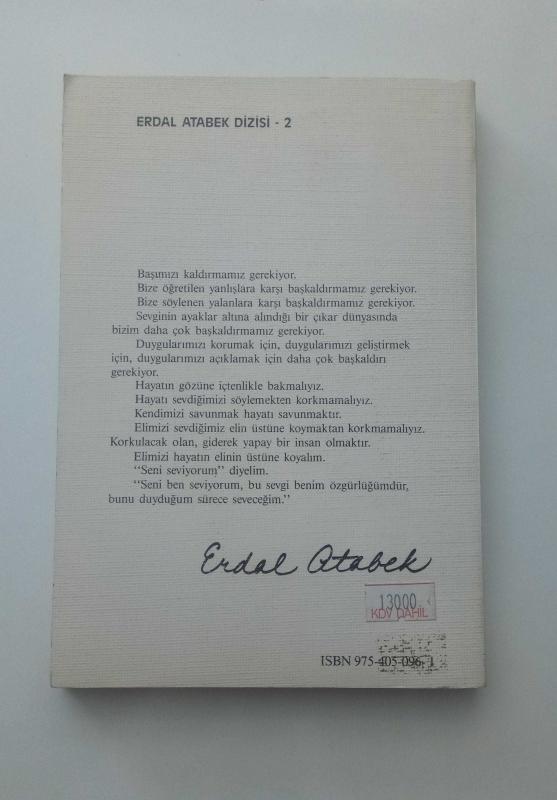 ERDAL ATABEK DİZİSİ - 2
Başımızı kaldırmamız gerekiyor.
Bize öğretilen yanlışlara karşı başkaldırmamız gerekiyor.
Bize söylenen yalanlara karşı başkaldırmamız gerekiyor.
Sevginin ayaklar altına alındığı bir çıkar dünyasında
bizim daha çok başkaldırmamız gerekiyor.
Duygularımızı korumak için, duygularımızı geliştirmek
için, duygularımızı açıklamak için daha çok başkaldırı
gerekiyor.
Hayatın gözüne içtenlikle bakmalıyız.
Hayatı sevdiğimizi söylemekten korkmamalıyız.
Kendimizi savunmak hayatı savunmaktır.
Elimizi sevdiğimiz elin üstüne koymaktan korkmamalıyız.
Korkulacak olan, giderek yapay bir insan olmaktır.
Elimizi hayatın elinin üstüne koyalım.
"Seni seviyorum" diyelim.
"Seni ben seviyorum, bu sevgi benim özgürlüğümdür,
bunu duyduğum sürece seveceğim."
Erdal Atabek
13000
KDV DAHİL
ISBN 975-405-096-1